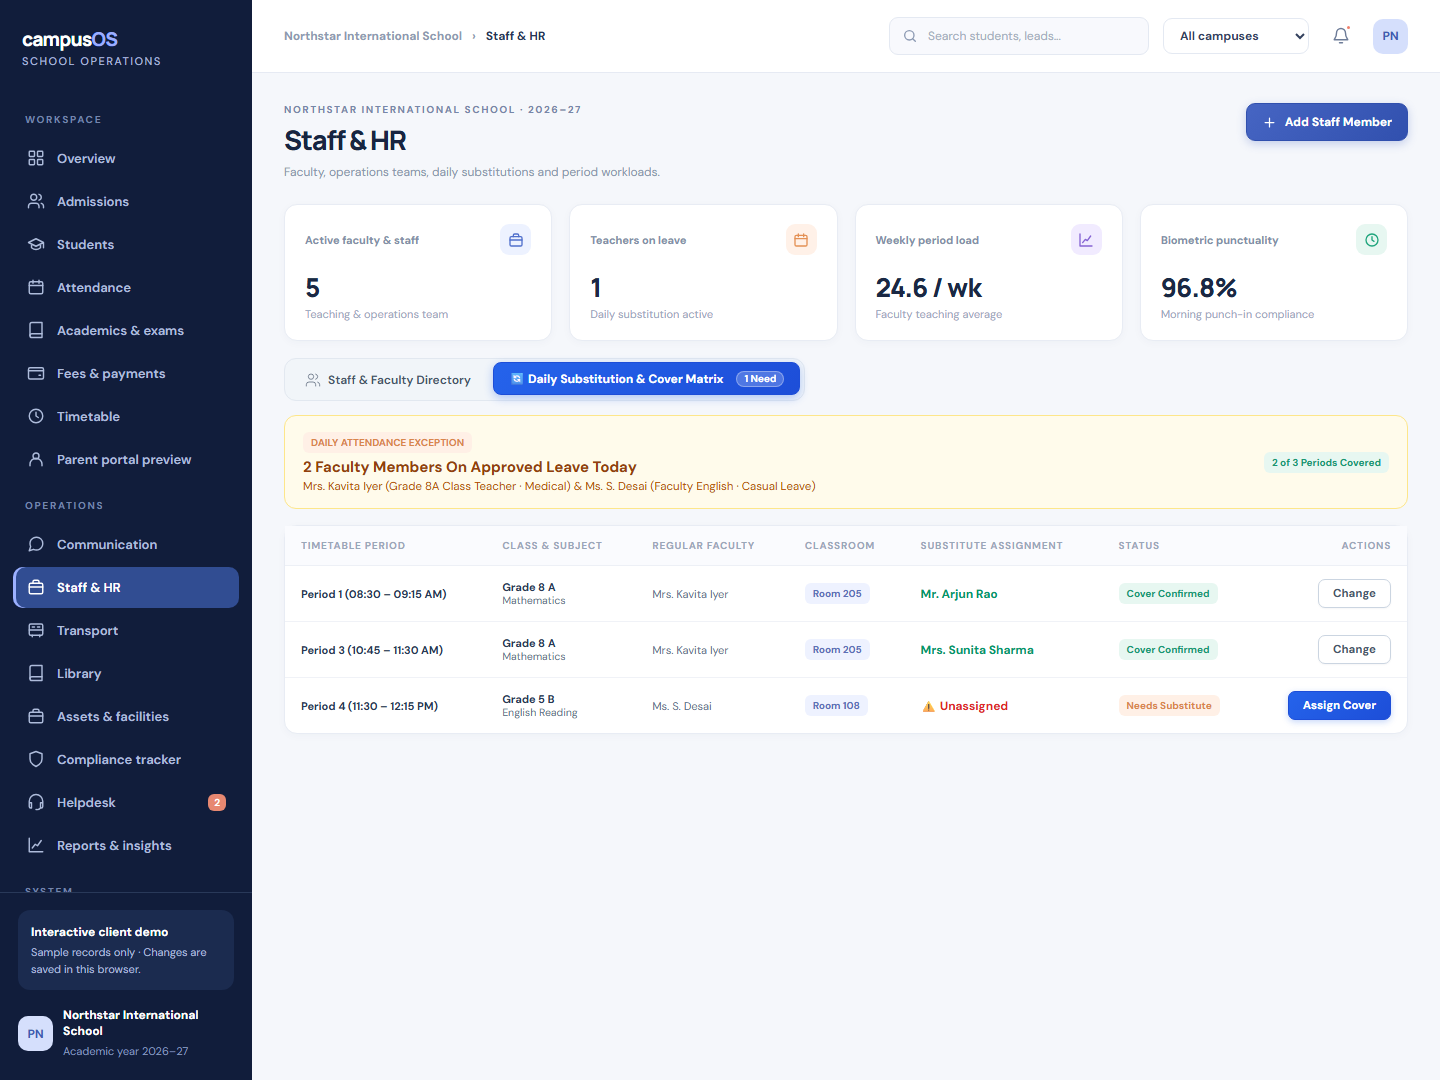 campusOS
SCHOOL OPERATIONS
WORKSPACE
Overview
Admissions
Students
Attendance
Academics & exams
Fees & payments
Timetable
Parent portal preview
OPERATIONS
Communication
Staff & HR
Transport
Library
Assets & facilities
Compliance tracker
Helpdesk 2
Reports & insights
SYSTEM
Interactive client demo
Sample records only · Changes are
saved in this browser.
PN
Northstar International
School
Academic year 2026–27
Northstar International School › Staff & HR
Search students, leads...
All campuses
PN
NORTHSTAR INTERNATIONAL SCHOOL · 2026–27
Staff & HR
Faculty, operations teams, daily substitutions and period workloads.
+ Add Staff Member
Active faculty & staff
5
Teaching & operations team
Teachers on leave
1
Daily substitution active
Weekly period load
24.6 / wk
Faculty teaching average
Biometric punctuality
96.8%
Morning punch-in compliance
Staff & Faculty Directory
Daily Substitution & Cover Matrix 1 Need
DAILY ATTENDANCE EXCEPTION
2 Faculty Members On Approved Leave Today
Mrs. Kavita Iyer (Grade 8A Class Teacher · Medical) & Ms. S. Desai (Faculty English · Casual Leave)
2 of 3 Periods Covered
TIMETABLE PERIOD CLASS & SUBJECT REGULAR FACULTY CLASSROOM SUBSTITUTE ASSIGNMENT STATUS ACTIONS
Period 1 (08:30 – 09:15 AM) Grade 8 A Mrs. Kavita Iyer Room 205 Mr. Arjun Rao Cover Confirmed Change
Mathematics
Period 3 (10:45 – 11:30 AM) Grade 8 A Mrs. Kavita Iyer Room 205 Mrs. Sunita Sharma Cover Confirmed Change
Mathematics
Period 4 (11:30 – 12:15 PM) Grade 5 B Ms. S. Desai Room 108 ⚠️ Unassigned Needs Substitute Assign Cover
English Reading